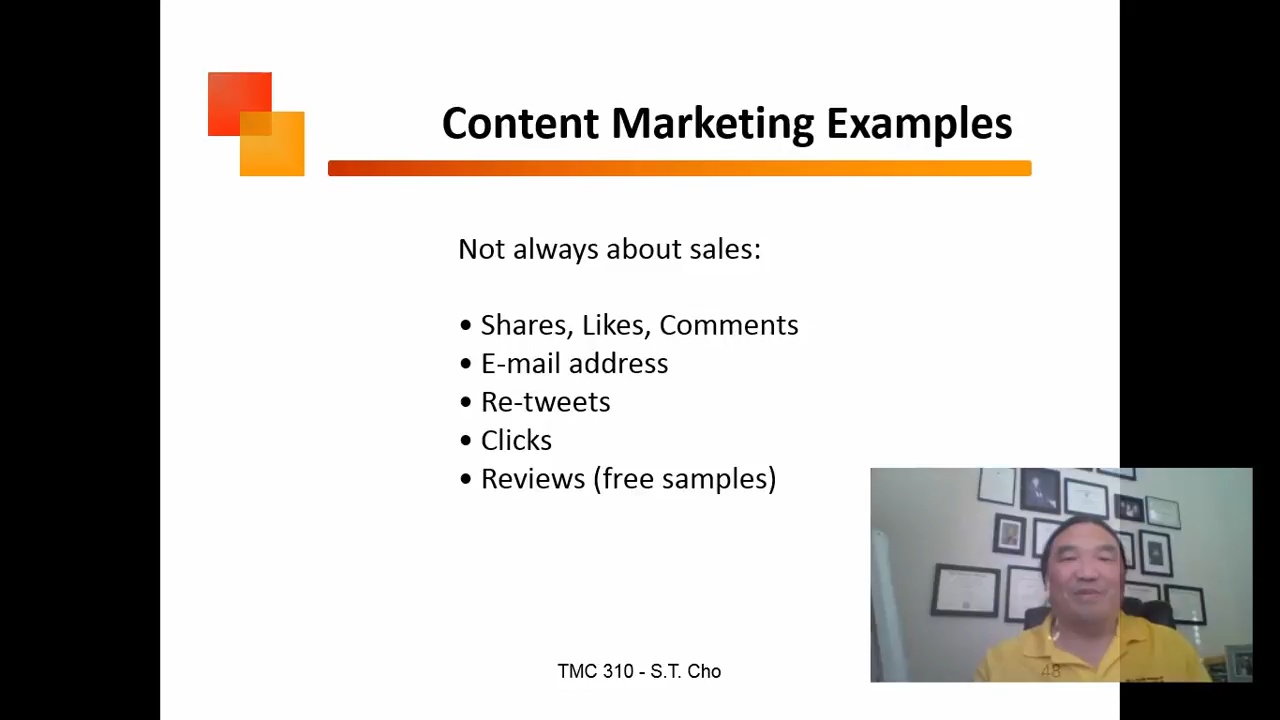 Content Marketing Examples
Not always about sales:
• Shares, Likes, Comments
• E-mail address
• Re-tweets
• Clicks
• Reviews (free samples)
TMC 310 - S.T. Cho
48